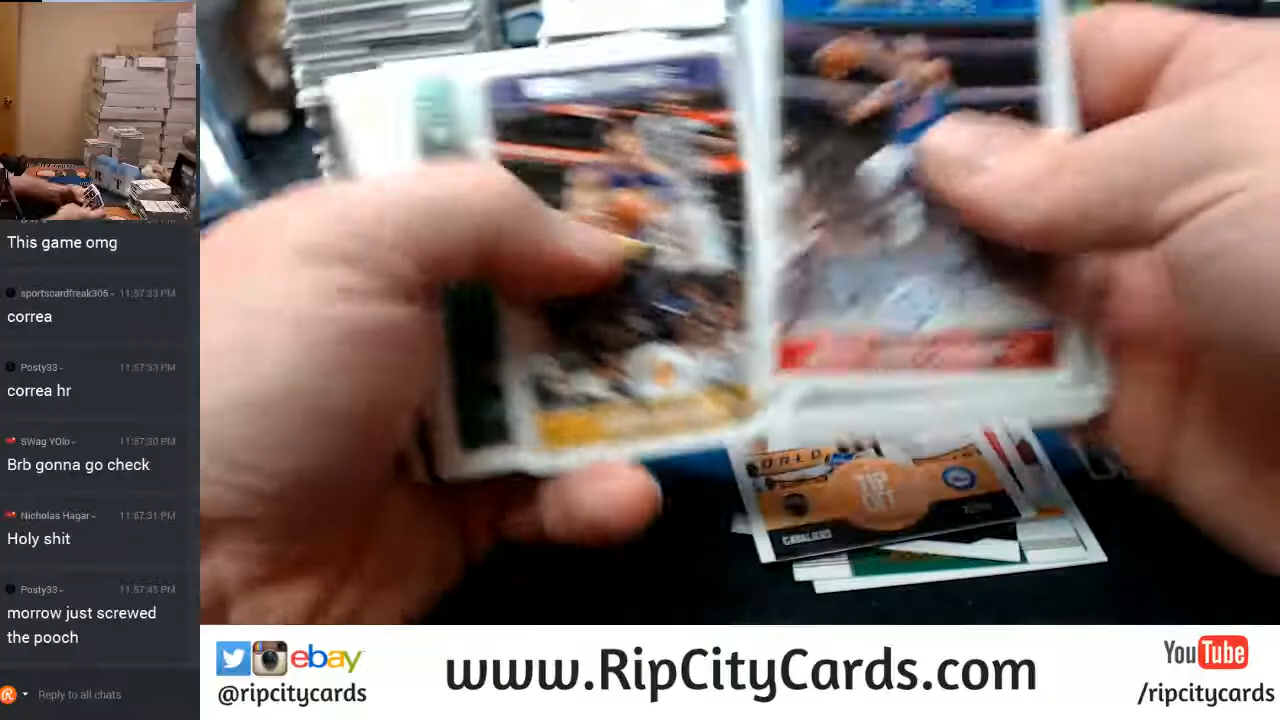 This game omg
sportscardfreak305 - 11:57:33 PM
correa
Posty33 - 11:57:33 PM
correa hr
SWag YOlo - 11:57:30 PM
Brb gonna go check
Nicholas Hagar - 11:57:31 PM
Holy shit
Posty33 - 11:57:45 PM
morrow just screwed
the pooch
Reply to all chats
TIP
OFF
CAVALIERS
ebay
@ripcitycards
www.RipCityCards.com
YouTube
/ripcitycards